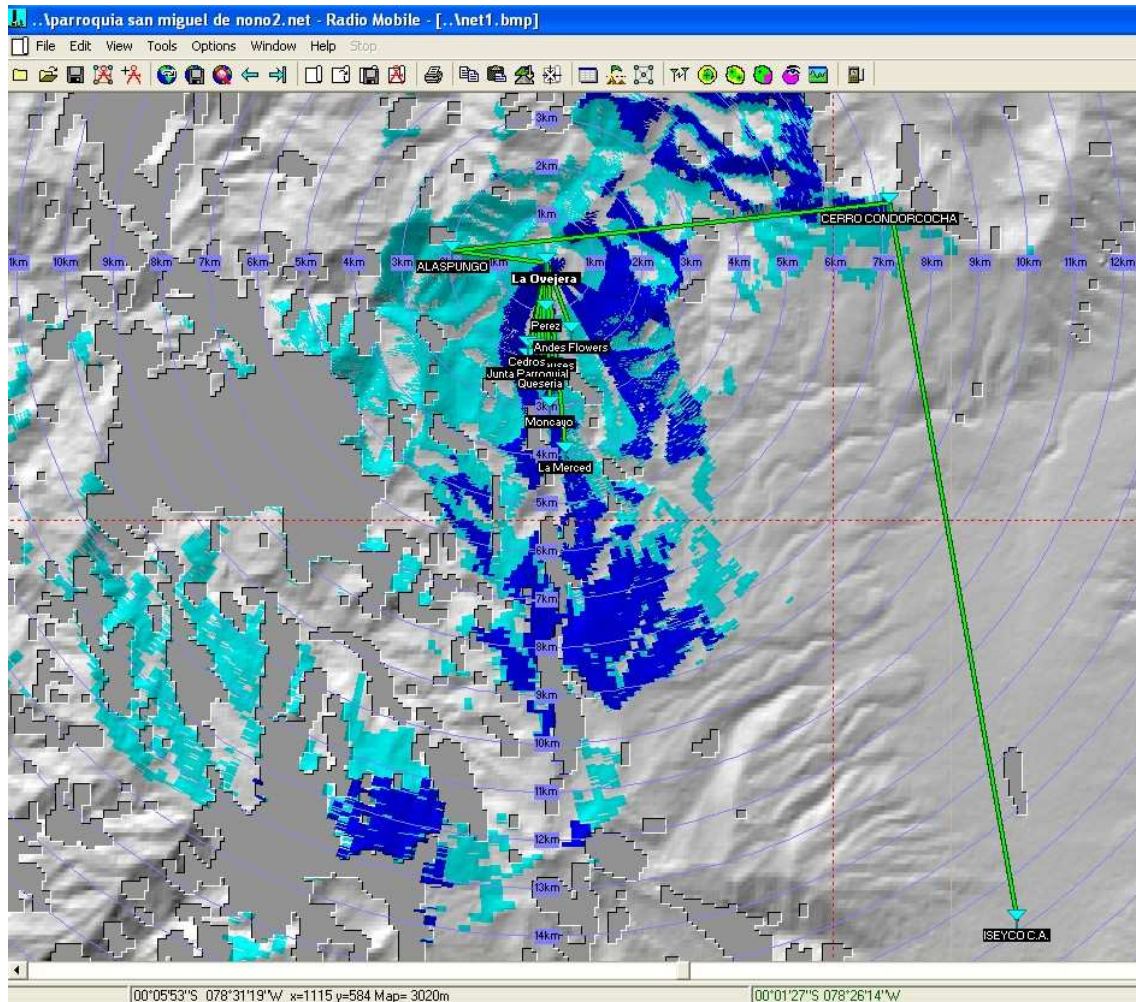 ..\parroquia san miguel de nono2.net - Radio Mobile - [..\net1.bmp]
File Edit View Tools Options Window Help Stop
3km
2km
1km
CERRO CONDORCOCHA
1km 10km 9km 8km 7km 6km 5km 4km 3km 1km 2km 3km 4km 5km 6km 7km 8km 9km 10km 11km 12km
ALASPUNGO
La Ovejera
Perez
Andes Flowers
Cedros
Junta Parroquial
Queseria
3km
Moncayo
4km
La Merced
5km
6km
7km
8km
9km
10km
11km
12km
13km
14km
ISEYCO C.A.
00°05'53"S 078°31'19"W x=1115 y=584 Map= 3020m
00°01'27"S 078°26'14"W